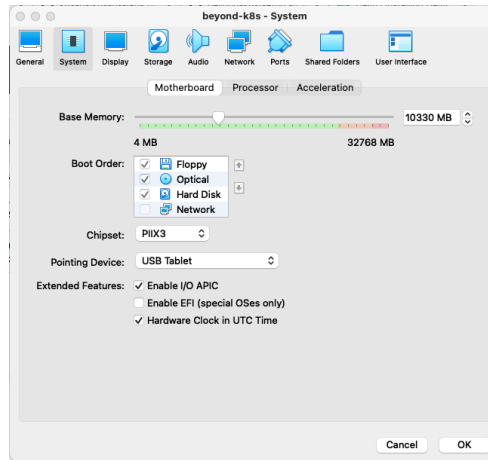 beyond-k8s - System
General System Display Storage Audio Network Ports Shared Folders User Interface
Motherboard Processor Acceleration
Base Memory: 10330 MB
4 MB 32768 MB
Boot Order: Floppy
Optical
Hard Disk
Network
Chipset: PIIX3
Pointing Device: USB Tablet
Extended Features: Enable I/O APIC
Enable EFI (special OSes only)
Hardware Clock in UTC Time
Cancel OK